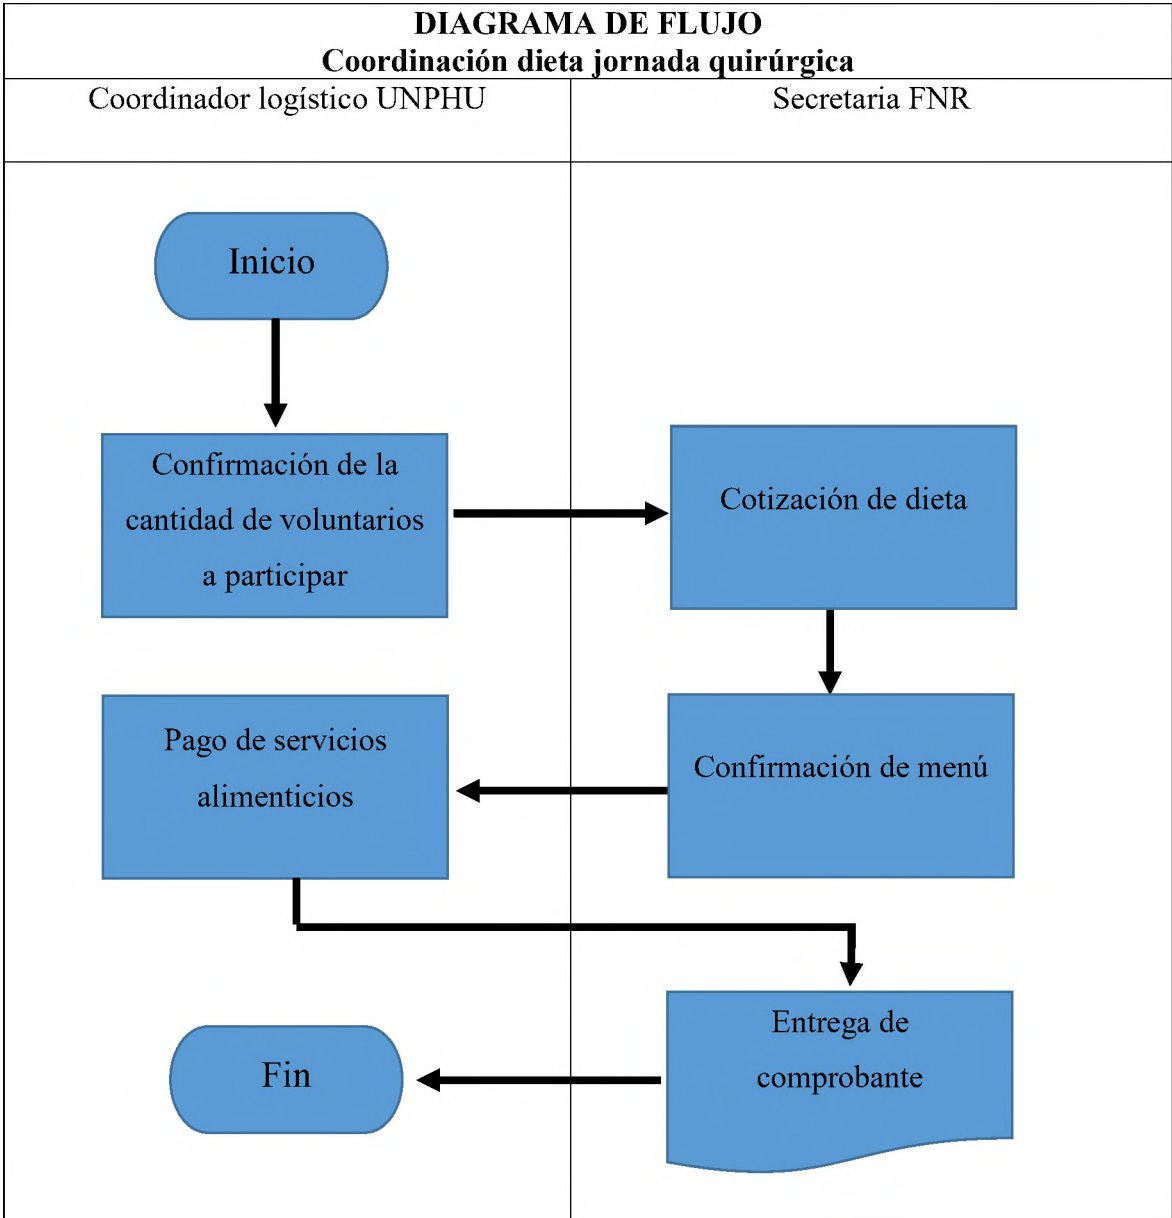 DIAGRAMA DE FLUJO
Coordinación dieta jornada quirúrgica
Coordinador logístico UNPHU
Secretaria FNR
Inicio
Confirmación de la
cantidad de voluntarios
a participar
Cotización de dieta
Confirmación de menú
Pago de servicios
alimenticios
Entrega de
comprobante
Fin